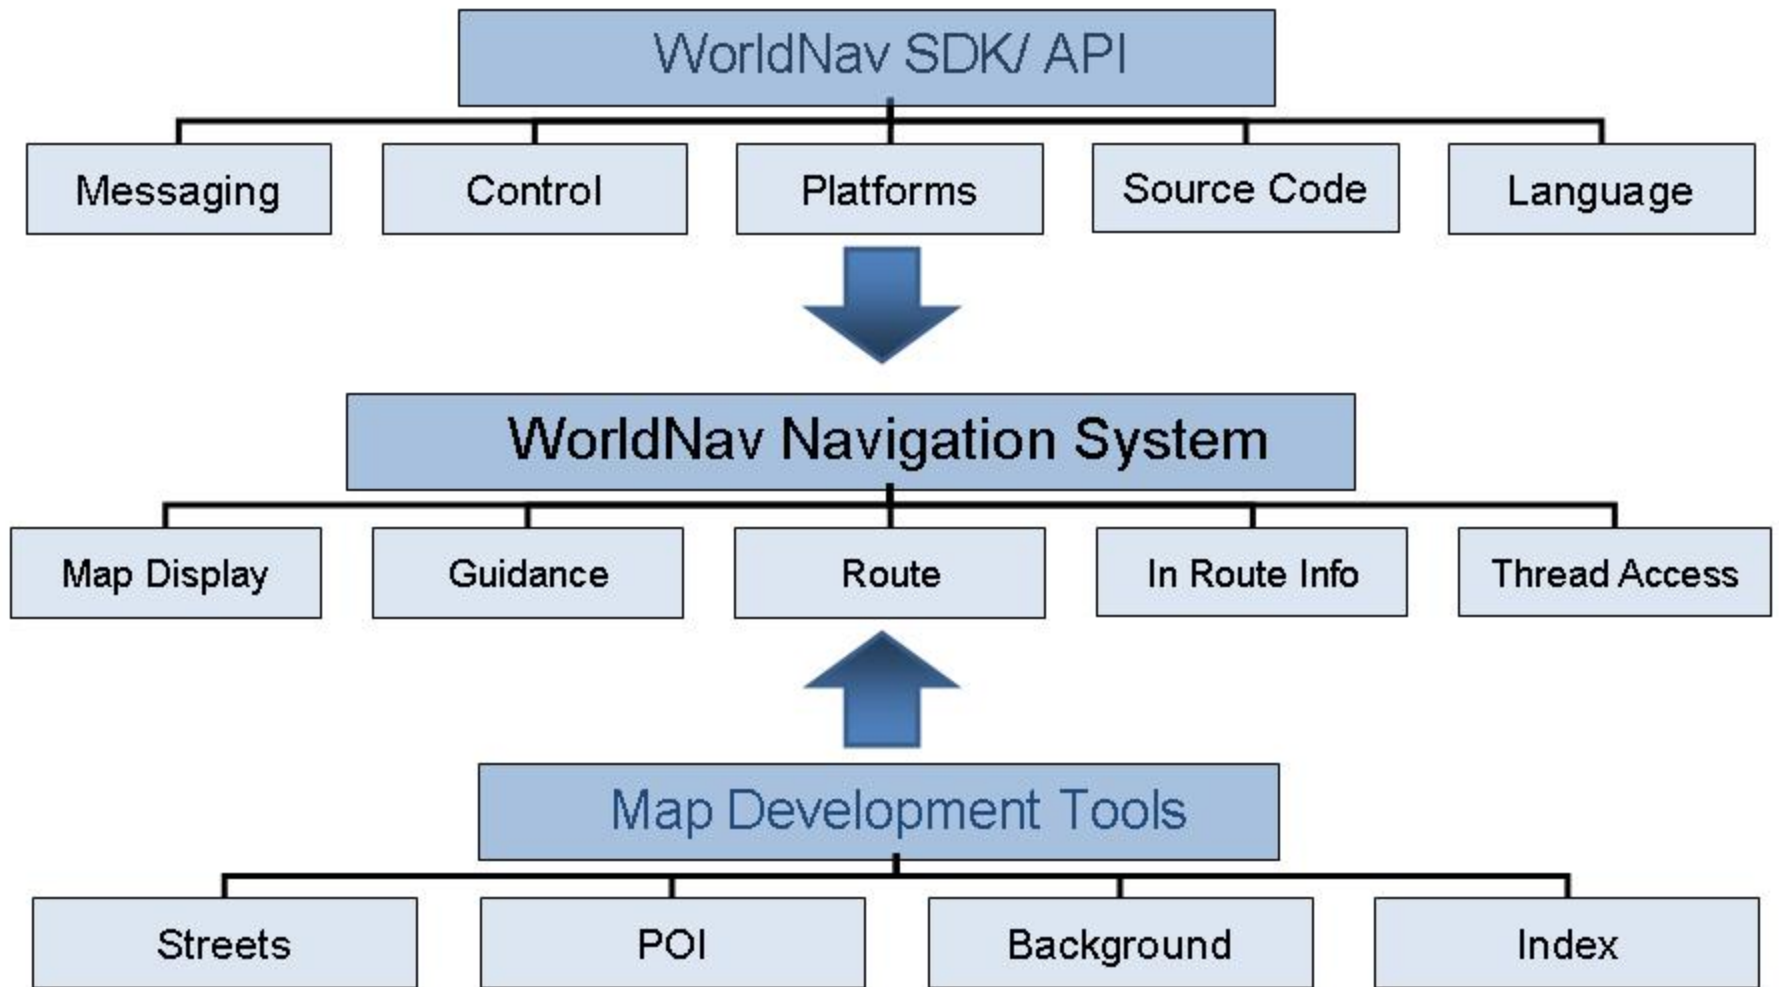 WorldNav SDK/ API
Messaging
Control
Platforms
Source Code
Language
WorldNav Navigation System
Map Display
Guidance
Route
In Route Info
Thread Access
Map Development Tools
Streets
POI
Background
Index